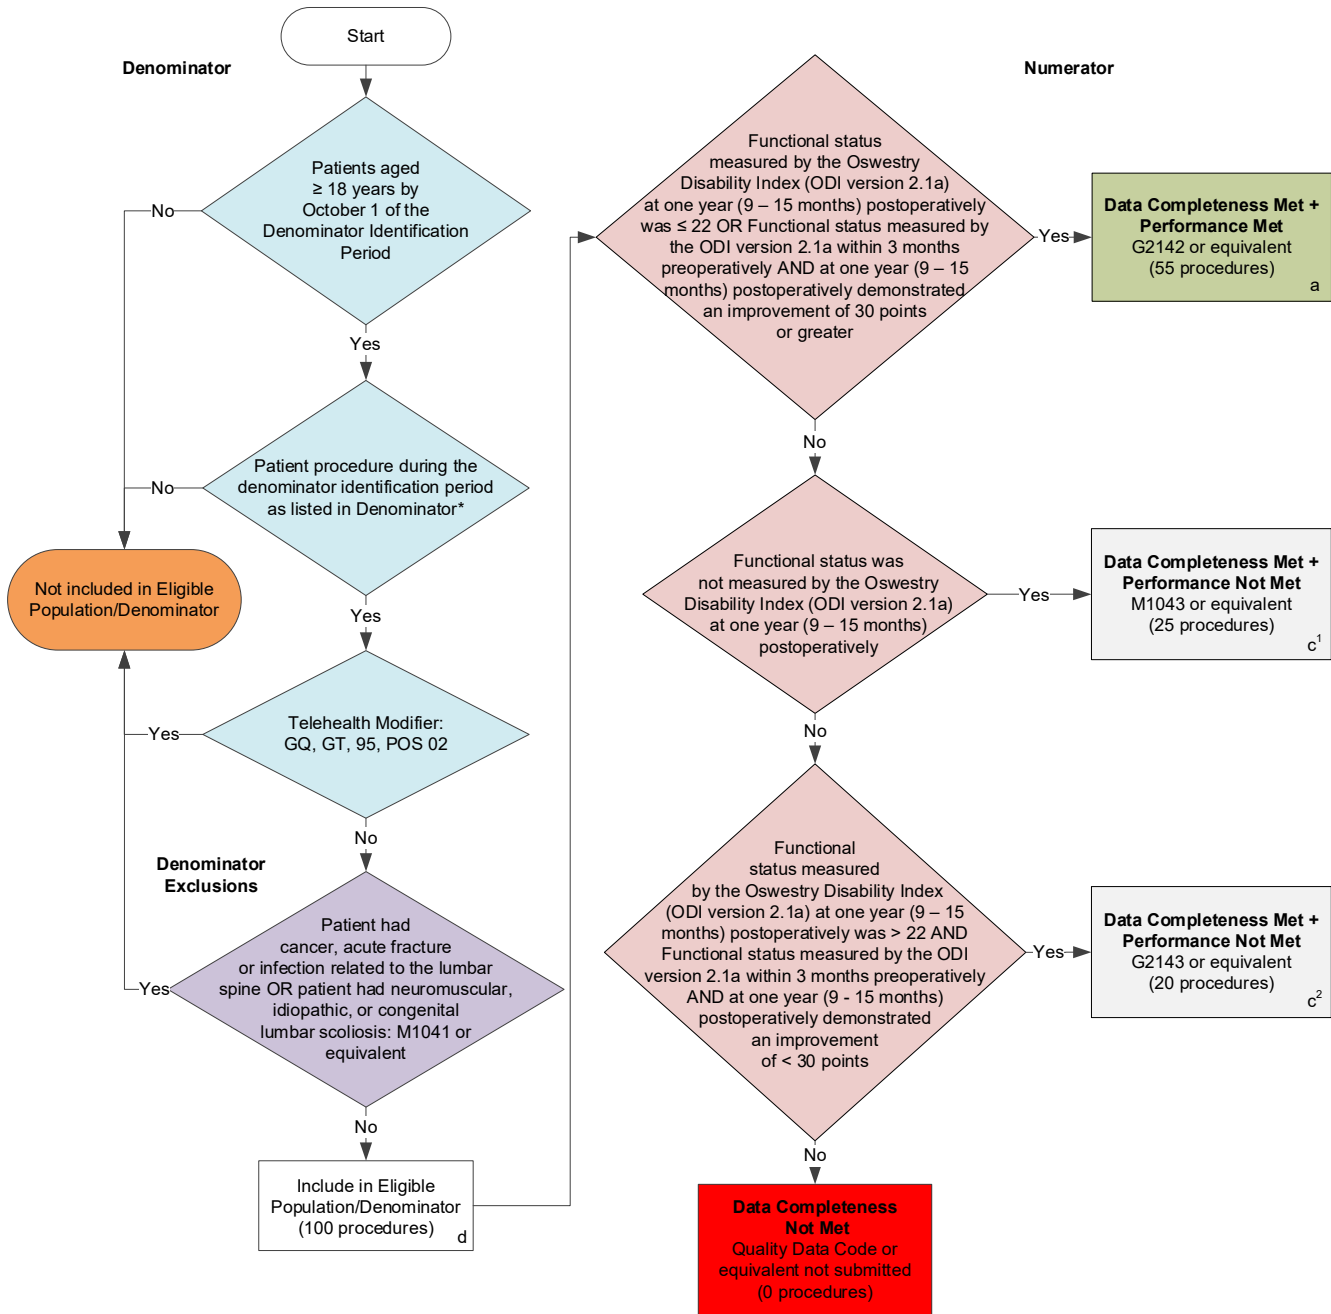 Start
Denominator
Patients aged
≥ 18 years by
October 1 of the
Denominator Identification
Period
No
Yes
Patient procedure during the
denominator identification period
as listed in Denominator*
No
Not included in Eligible
Population/Denominator
Yes
Telehealth Modifier:
GQ, GT, 95, POS 02
Yes
No
Denominator
Exclusions
Patient had
cancer, acute fracture
or infection related to the lumbar
spine OR patient had neuromuscular,
idiopathic, or congenital
lumbar scoliosis: M1041 or
equivalent
Yes
No
Include in Eligible
Population/Denominator
(100 procedures)
d
Numerator
Functional status
measured by the Oswestry
Disability Index (ODI version 2.1a)
at one year (9 – 15 months) postoperatively
was ≤ 22 OR Functional status measured by
the ODI version 2.1a within 3 months
preoperatively AND at one year (9 – 15
months) postoperatively demonstrated
an improvement of 30 points
or greater
Yes
Data Completeness Met +
Performance Met
G2142 or equivalent
(55 procedures)
a
No
Functional status was
not measured by the Oswestry
Disability Index (ODI version 2.1a)
at one year (9 – 15 months)
postoperatively
Yes
Data Completeness Met +
Performance Not Met
M1043 or equivalent
(25 procedures)
c1
No
Functional
status measured
by the Oswestry Disability Index
(ODI version 2.1a) at one year (9 – 15
months) postoperatively was > 22 AND
Functional status measured by the ODI
version 2.1a within 3 months preoperatively
AND at one year (9 - 15 months)
postoperatively demonstrated
an improvement
of < 30 points
Yes
Data Completeness Met +
Performance Not Met
G2143 or equivalent
(20 procedures)
c2
No
Data Completeness
Not Met
Quality Data Code or
equivalent not submitted
(0 procedures)